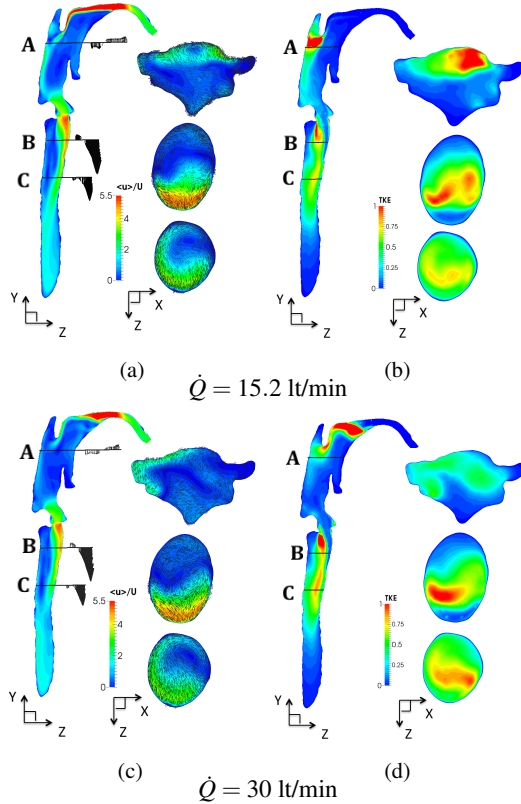 A
B
C
<u>/U
5.5
4
2
0
Y
Z
X
Z
(a)
A
B
C
TKE
1
0.75
0.5
0.25
0
Y
Z
X
Z
(b)
Q̇ = 15.2 lt/min
A
B
C
<u>/U
5.5
4
2
0
Y
Z
X
Z
(c)
A
B
C
TKE
1
0.75
0.5
0.25
0
Y
Z
X
Z
(d)
Q̇ = 30 lt/min